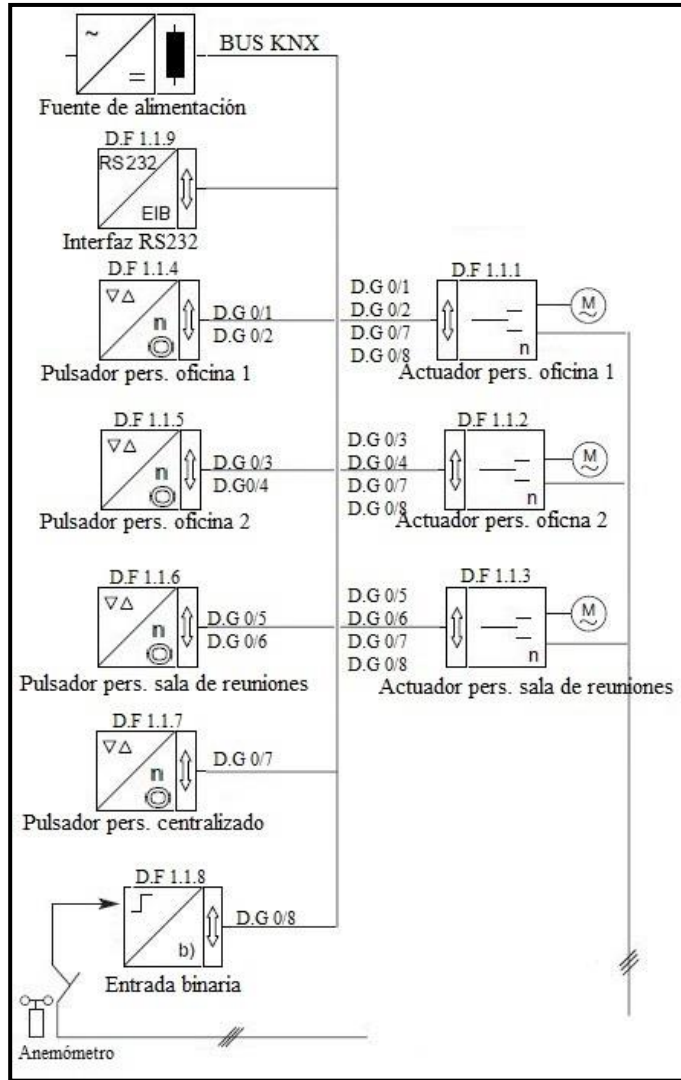 ~
BUS KNX
=
Fuente de alimentación
D.F 1.1.9
RS232
EIB
Interfaz RS232
D.F 1.1.4
n
D.G 0/1
D.G 0/2
Pulsador pers. oficina 1
D.G 0/1
D.G 0/2
D.G 0/7
D.G 0/8
D.F 1.1.1
M
~
n
Actuador pers. oficina 1
D.F 1.1.5
n
D.G 0/3
D.G0/4
Pulsador pers. oficina 2
D.G 0/3
D.G 0/4
D.G 0/7
D.G 0/8
D.F 1.1.2
M
~
n
Actuador pers. oficna 2
D.F 1.1.6
n
D.G 0/5
D.G 0/6
Pulsador pers. sala de reuniones
D.G 0/5
D.G 0/6
D.G 0/7
D.G 0/8
D.F 1.1.3
M
~
n
Actuador pers. sala de reuniones
D.F 1.1.7
n
D.G 0/7
Pulsador pers. centralizado
D.F 1.1.8
b)
D.G 0/8
Entrada binaria
Anemómetro